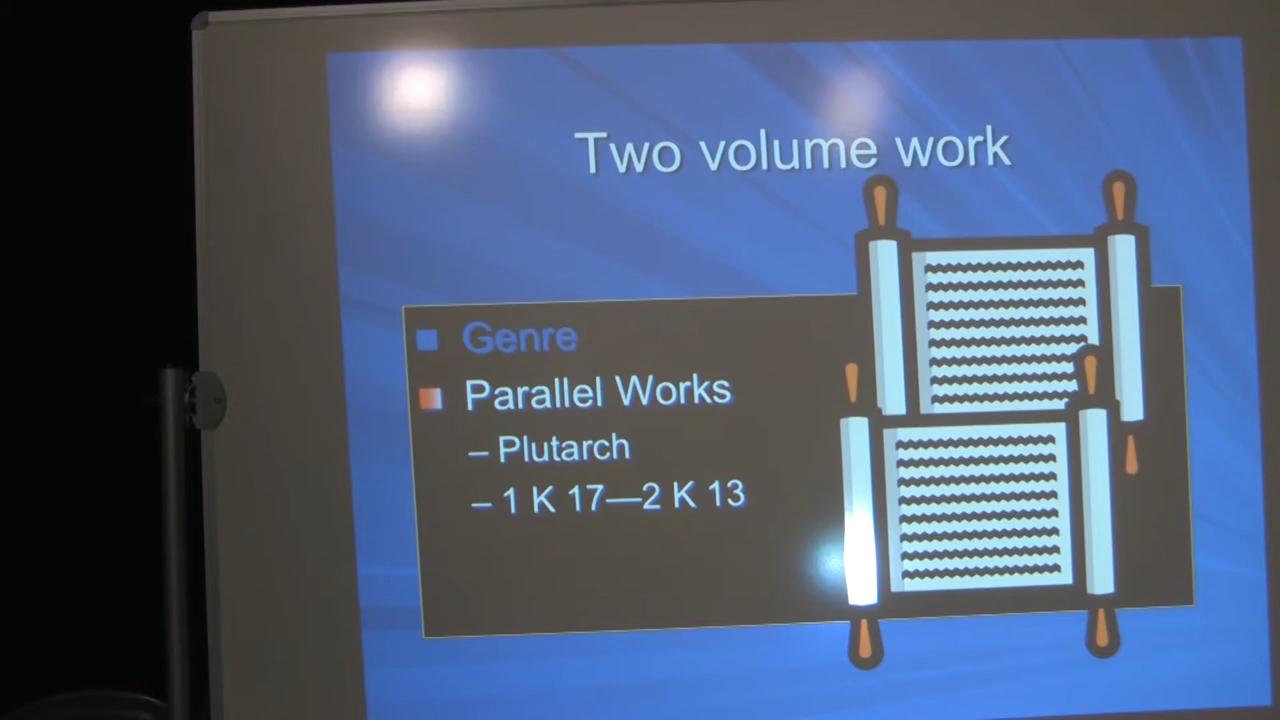 Two volume work
Genre
Parallel Works
– Plutarch
– 1 K 17—2 K 13